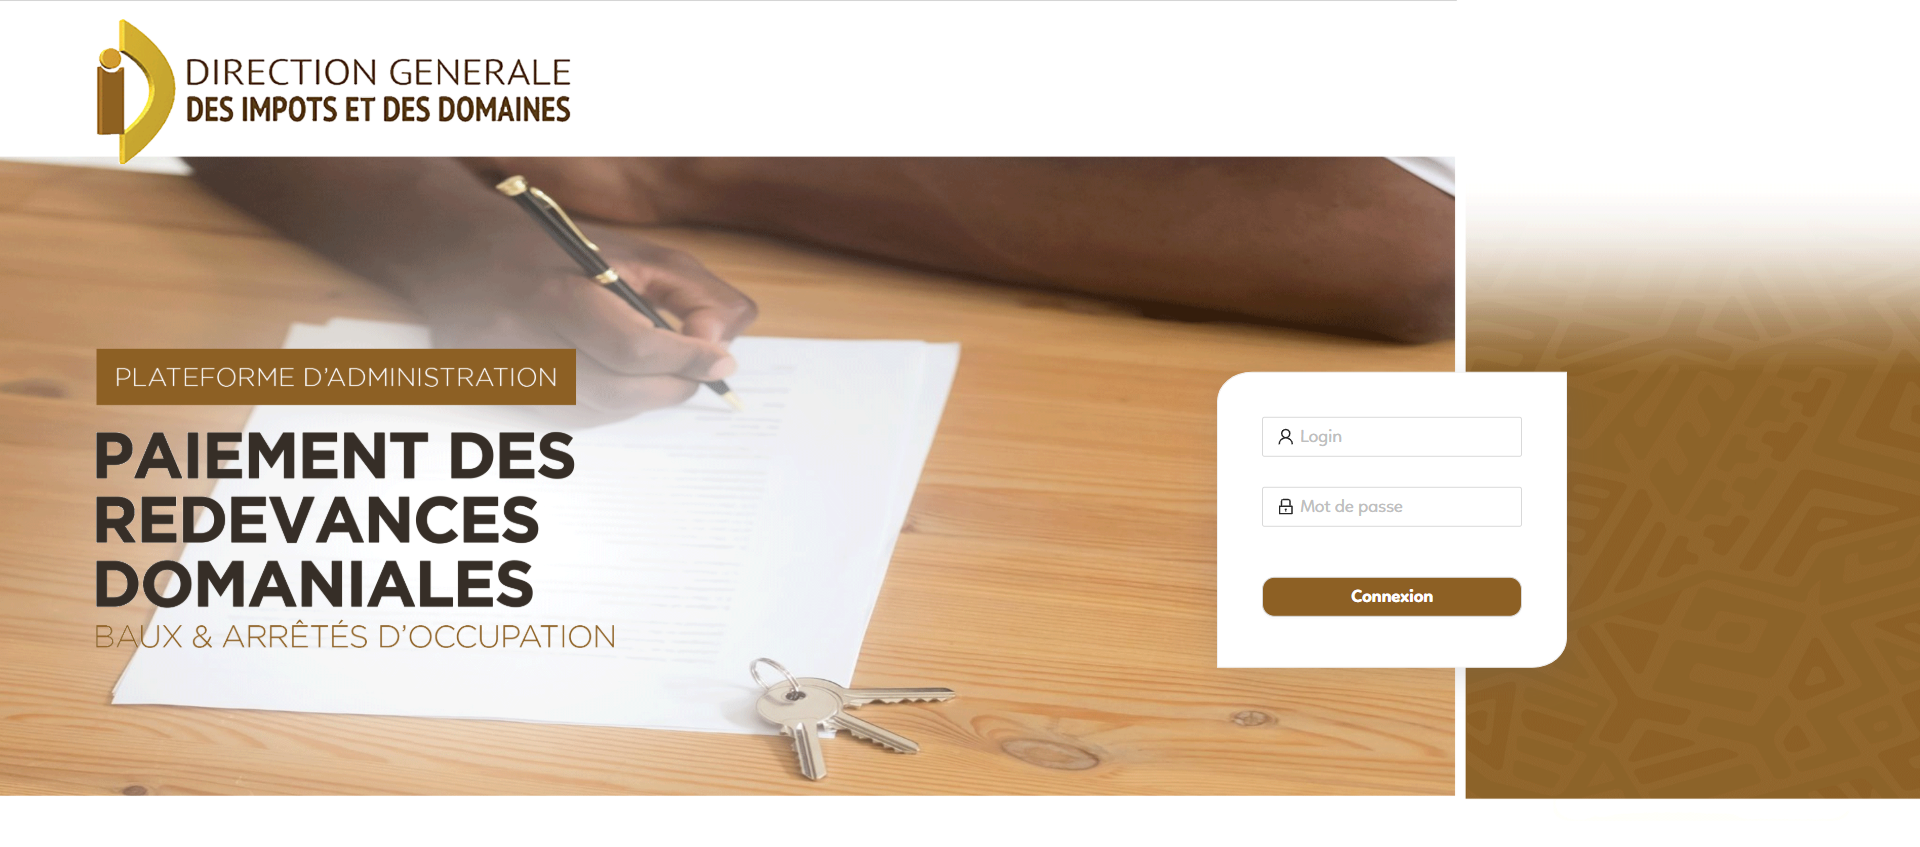 DIRECTION GENERALE
DES IMPOTS ET DES DOMAINES
PLATEFORME D'ADMINISTRATION
PAIEMENT DES
REDEVANCES
DOMANIALES
BAUX & ARRÊTÉS D'OCCUPATION
Login
Mot de passe
Connexion